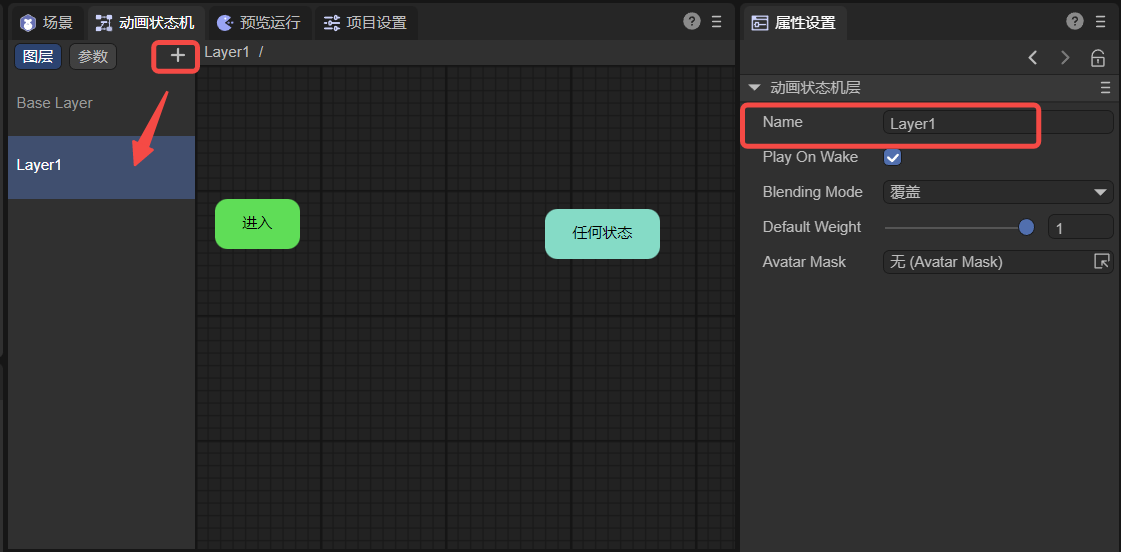 场景 动画状态机 预览运行 项目设置 ?
属性设置 ?
图层 参数 +
Layer1 /
Base Layer
Layer1
进入
任何状态
动画状态机层
Name Layer1
Play On Wake
Blending Mode 覆盖
Default Weight 1
Avatar Mask 无 (Avatar Mask)